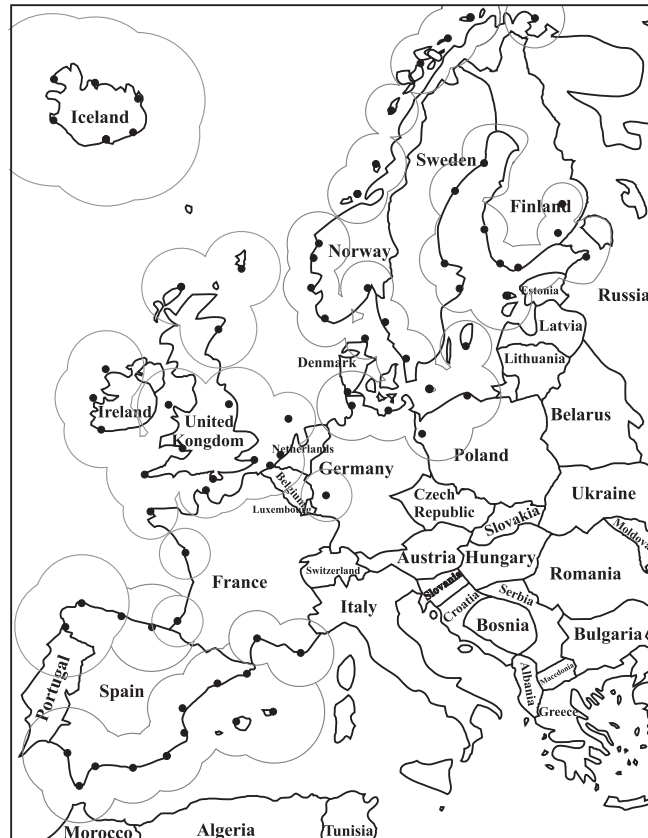 Iceland
Sweden
Finland
Norway
Estonia
Russia
Latvia
Denmark
Lithuania
Ireland
United
Kingdom
Belarus
Netherlands
Germany
Poland
Belgium
Luxembourg
Czech
Republic
Ukraine
Slovakia
Moldova
Austria
Hungary
Switzerland
France
Romania
Slovania
Italy
Croatia
Serbia
Bosnia
Bulgaria
Portugal
Spain
Albania
Macedonia
Greece
Morocco
Algeria
Tunisia